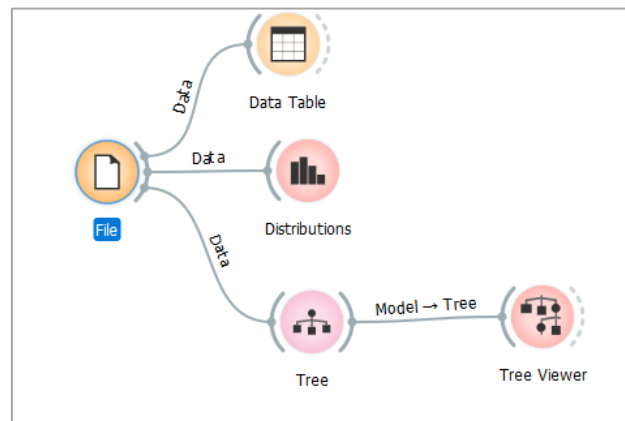 Data
Data Table
Data
File
Distributions
Data
Model → Tree
Tree
Tree Viewer